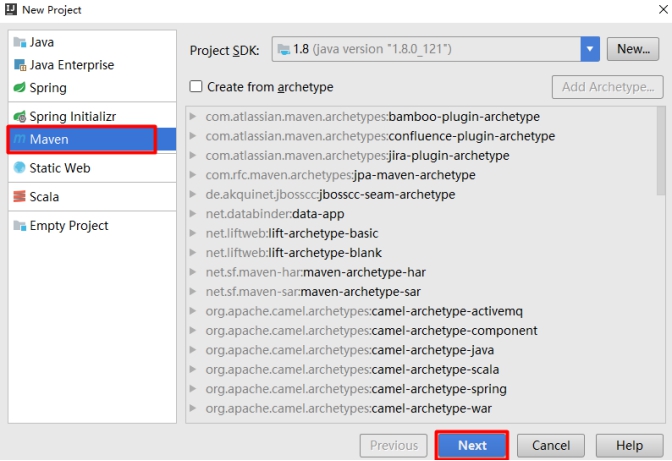 New Project
Java
Java Enterprise
Spring
Spring Initializr
Maven
Static Web
Scala
Empty Project
Project SDK: 1.8 (java version "1.8.0_121") New...
Create from archetype Add Archetype...
com.atlassian.maven.archetypes:bamboo-plugin-archetype
com.atlassian.maven.archetypes:confluence-plugin-archetype
com.atlassian.maven.archetypes:jira-plugin-archetype
com.rfc.maven.archetypes:jpa-maven-archetype
de.akquinet.jbosscc:jbosscc-seam-archetype
net.databinder:data-app
net.liftweb:lift-archetype-basic
net.liftweb:lift-archetype-blank
net.sf.maven-har:maven-archetype-har
net.sf.maven-sar:maven-archetype-sar
org.apache.camel.archetypes:camel-archetype-activemq
org.apache.camel.archetypes:camel-archetype-component
org.apache.camel.archetypes:camel-archetype-java
org.apache.camel.archetypes:camel-archetype-scala
org.apache.camel.archetypes:camel-archetype-spring
org.apache.camel.archetypes:camel-archetype-war
Previous Next Cancel Help